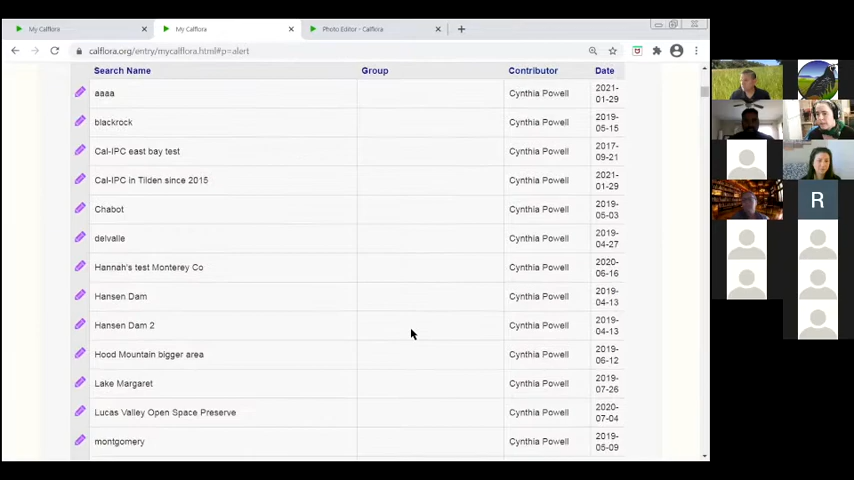 My Calflora
My Calflora
Photo Editor - Calflora
calflora.org/entry/mycalflora.html#p=alert
Search Name Group Contributor Date
aaaa Cynthia Powell 2021-
01-29
blackrock Cynthia Powell 2019-
05-15
Cal-IPC east bay test Cynthia Powell 2017-
09-21
Cal-IPC in Tilden since 2015 Cynthia Powell 2021-
01-29
Chabot Cynthia Powell 2019-
05-03
delvalle Cynthia Powell 2019-
04-27
Hannah's test Monterey Co Cynthia Powell 2020-
06-16
Hansen Dam Cynthia Powell 2019-
04-13
Hansen Dam 2 Cynthia Powell 2019-
04-13
Hood Mountain bigger area Cynthia Powell 2019-
06-12
Lake Margaret Cynthia Powell 2019-
07-26
Lucas Valley Open Space Preserve Cynthia Powell 2020-
07-04
montgomery Cynthia Powell 2019-
05-09
R